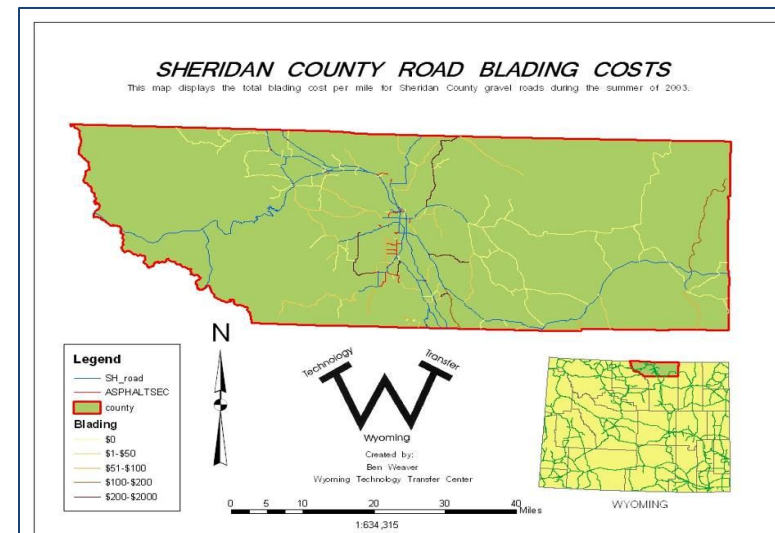 SHERIDAN COUNTY ROAD BLADING COSTS
This map displays the total blading cost per mile for Sheridan County gravel roads during the summer of 2003.
N
Legend
SH_road
ASPHALTSEC
county
Blading
$0
$1-$50
$51-$100
$100-$200
$200-$2000
Technology
Transfer
Wyoming
Created by:
Ben Weaver
Wyoming Technology Transfer Center
0 5 10 20 30 40
Miles
1:634,315
WYOMING